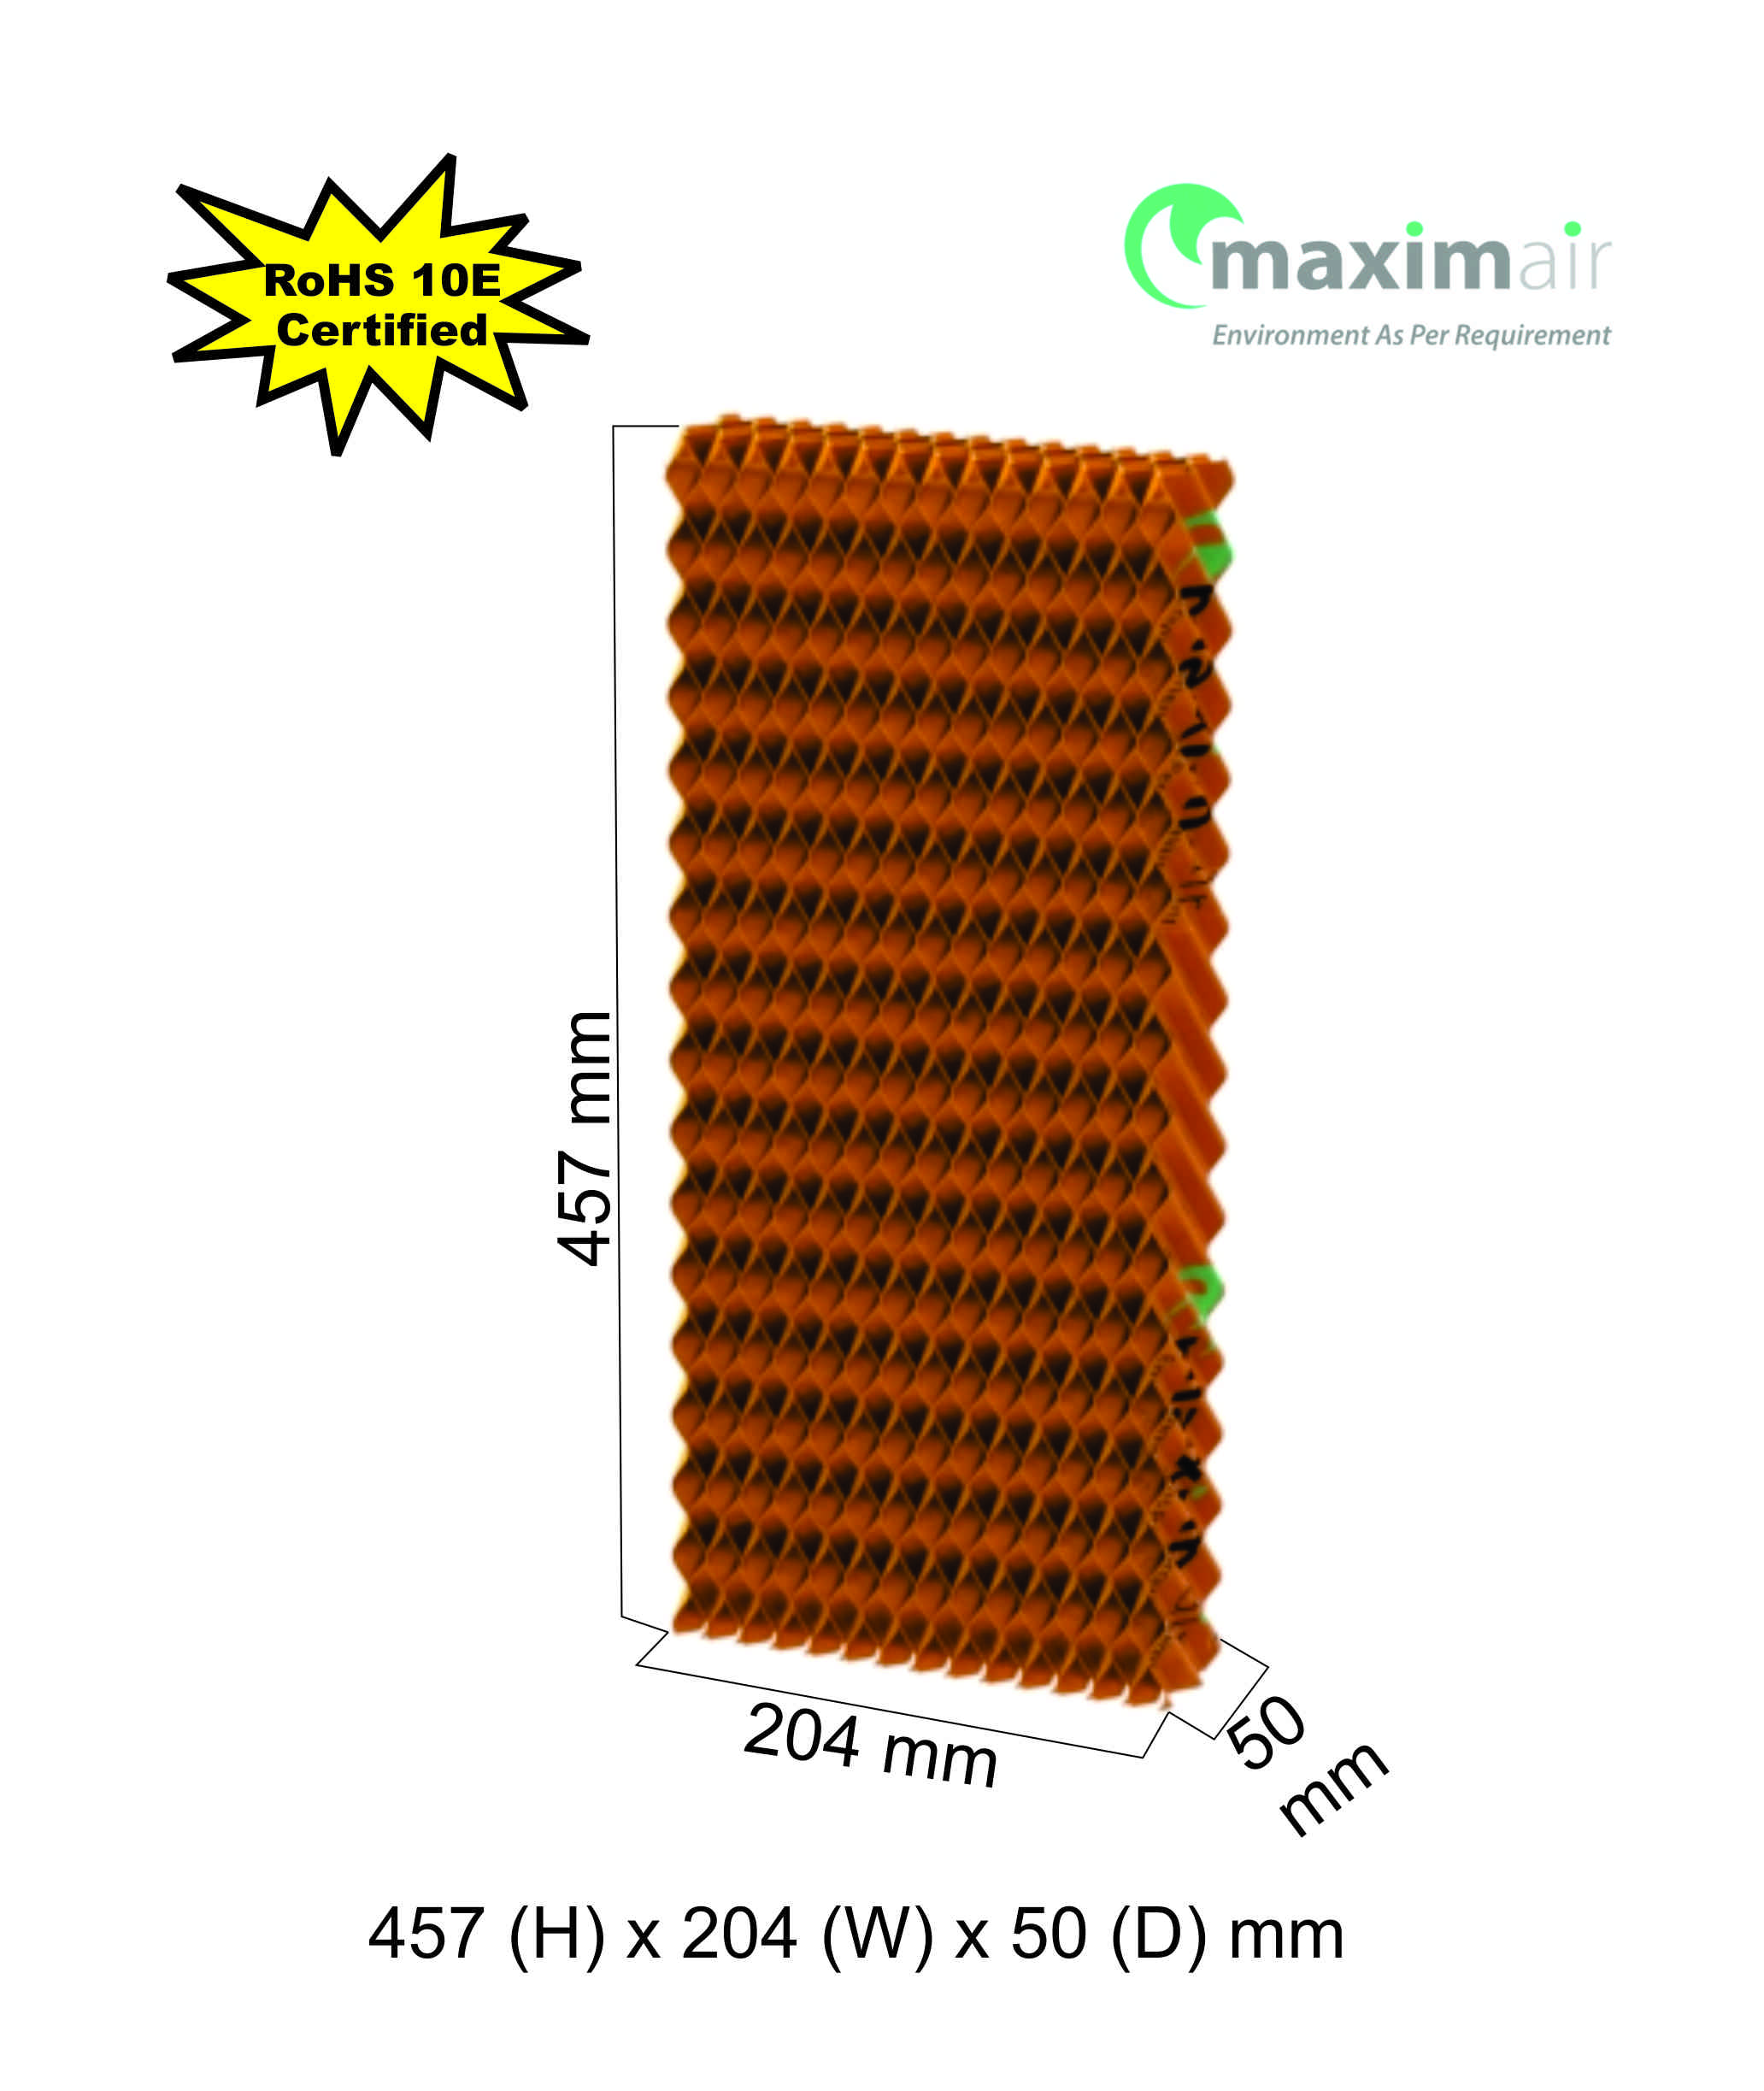 RoHS 10E
Certified
maximair
Environment As Per Requirement
457 mm
204 mm
50
mm
457 (H) x 204 (W) x 50 (D) mm